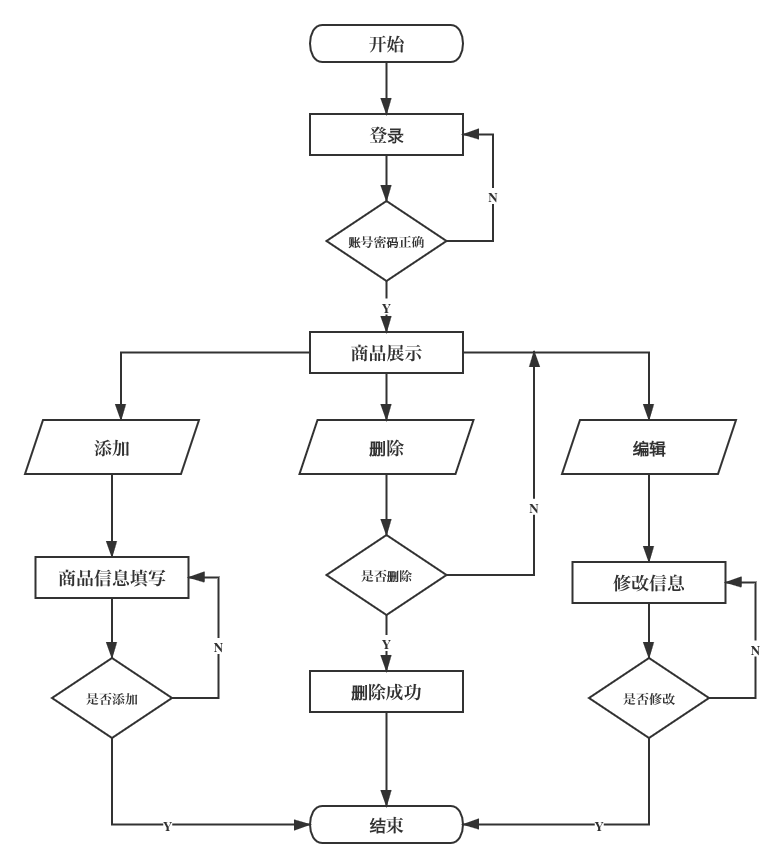 开始
登录
N
账号密码正确
Y
商品展示
添加
删除
编辑
N
商品信息填写
是否删除
修改信息
N
Y
N
是否添加
删除成功
是否修改
Y
结束
Y